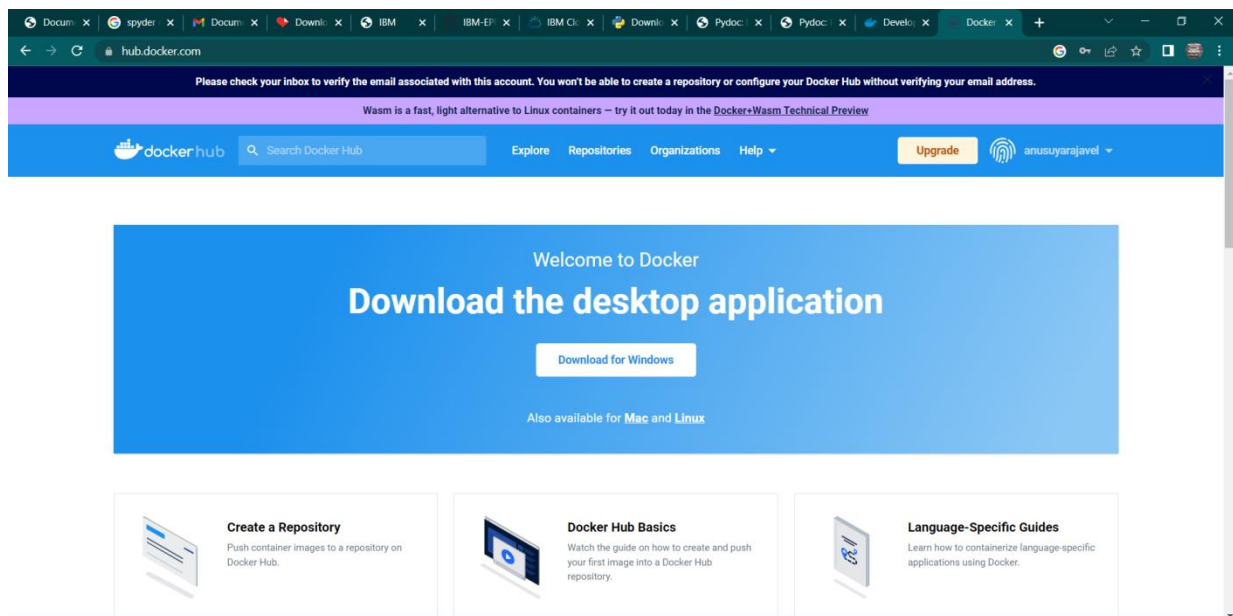 Docum
spyder
Docum
Downlo
IBM
IBM-EPI
IBM Clo
Downlo
Pydoc:
Pydoc:
Develop
Docker
hub.docker.com
Please check your inbox to verify the email associated with this account. You won't be able to create a repository or configure your Docker Hub without verifying your email address.
Wasm is a fast, light alternative to Linux containers — try it out today in the Docker+Wasm Technical Preview
dockerhub
Search Docker Hub
Explore
Repositories
Organizations
Help
Upgrade
anusuyarajavel
Welcome to Docker
Download the desktop application
Download for Windows
Also available for Mac and Linux
Create a Repository
Push container images to a repository on
Docker Hub.
Docker Hub Basics
Watch the guide on how to create and push
your first image into a Docker Hub
repository.
Language-Specific Guides
Learn how to containerize language-specific
applications using Docker.